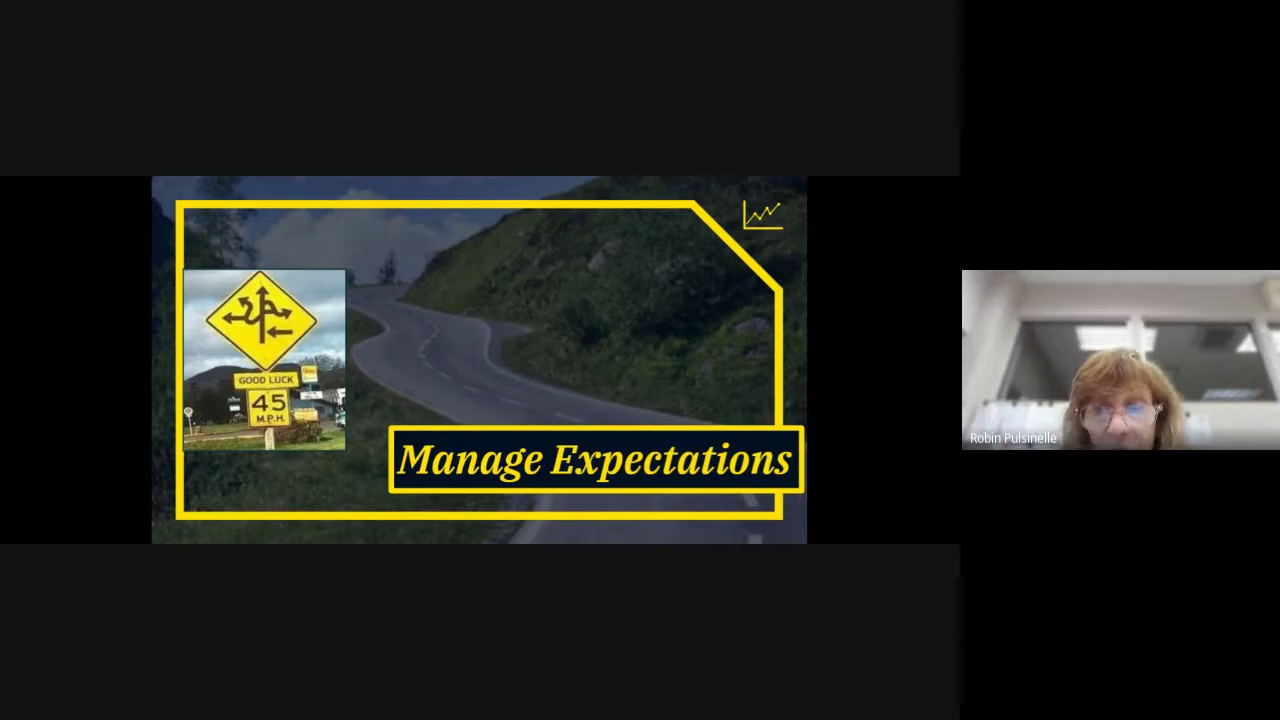 GOOD LUCK
45
M.P.H.
Manage Expectations
Robin Pulsinelle